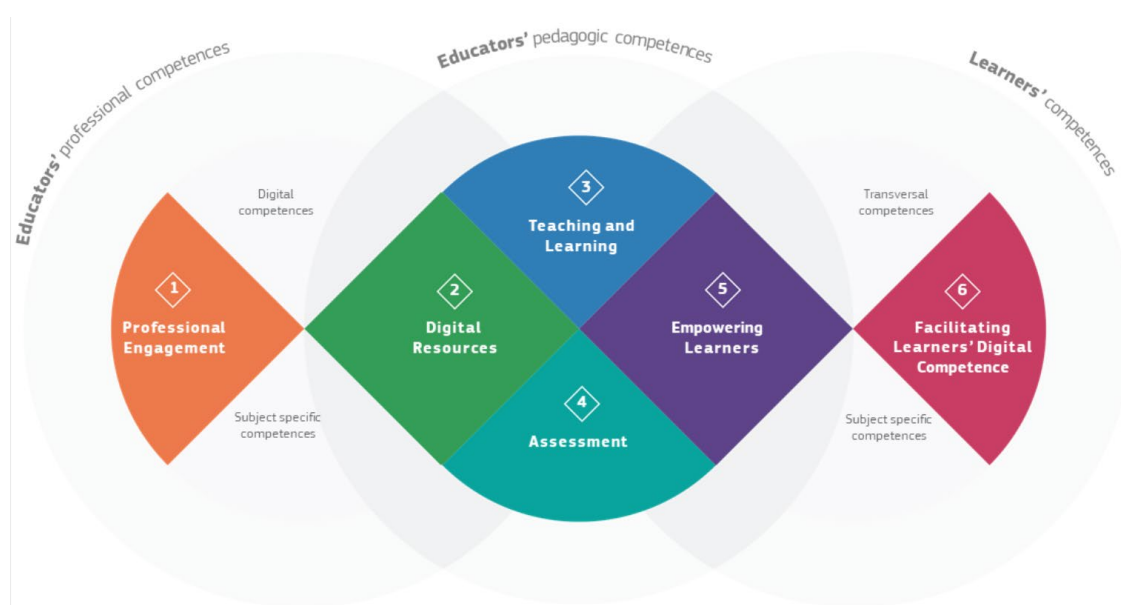 Educators' professional competences
Educators' pedagogic competences
Learners' competences
Digital
competences
Subject specific
competences
1
Professional
Engagement
2
Digital
Resources
3
Teaching and
Learning
4
Assessment
5
Empowering
Learners
Transversal
competences
Subject specific
competences
6
Facilitating
Learners' Digital
Competence